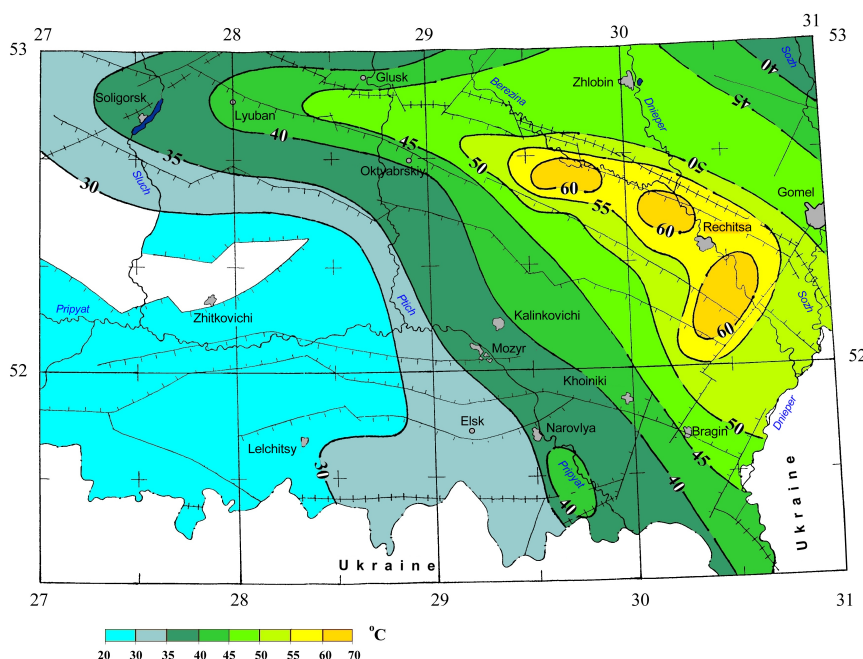 27 28 29 30 31
53 53
Sozh
40
Glusk
Zhlobin
Soligorsk
Berezina
Dnieper
45
Lyuban
40
45
35
50
50
Oktyabrskiy
Sluch
30
60
55
Gomel
60
Rechitsa
Pripyat
Ptich
Zhitkovichi
Kalinkovichi
Sozh
60
Mozyr
52 52
Khoiniki
Elsk
Narovlya
Bragin
50
Dnieper
Lelchitsy
30
Pripyat
45
40
40
Ukraine
Ukraine
27 28 29 30 31
°C
20 30 35 40 45 50 55 60 70